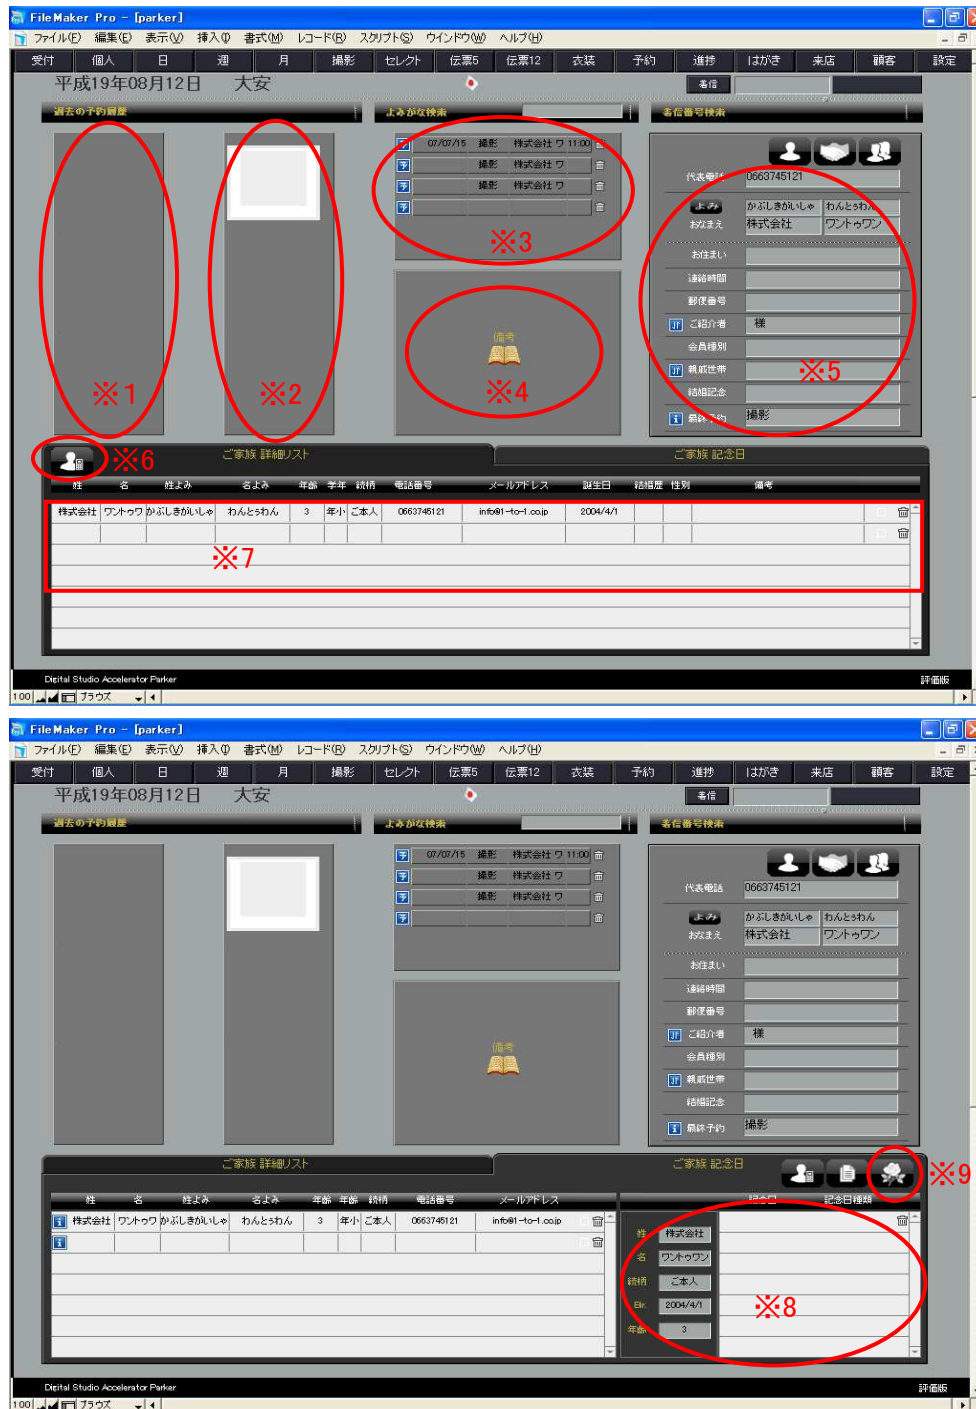 FileMaker Pro - [parker]
ファイル(F) 編集(E) 表示(V) 挿入(I) 書式(M) レコード(R) スクリプト(S) ウインドウ(W) ヘルプ(H)
受付 個人 日 週 月 撮影 セレクト 伝票5 伝票12 衣装 予約 進捗 はがき 来店 顧客 設定
平成19年08月12日 大安 着信
過去の予約履歴 よみがな検索 着信番号検索
予 07/07/15 撮影 株式会社 ワ 11:00
予 撮影 株式会社 ワ
予 撮影 株式会社 ワ
予
代表電話 0663745121
よみ かぶしきがいしゃ わんとぅわん
おなまえ 株式会社 ワントゥワン
お住まい
連絡時間
郵便番号
ご紹介者 様
会員種別
親戚世帯
結婚記念
最終予約 撮影
備考
※1 ※2 ※3 ※4 ※5
※6 ご家族 詳細リスト ご家族 記念日
姓 名 姓よみ 名よみ 年齢 学年 続柄 電話番号 メールアドレス 誕生日 結婚歴 性別 備考
株式会社 ワントゥワ かぶしきがいしゃ わんとぅわん 3 年小 ご本人 0663745121 info@1-to-1.co.jp 2004/4/1
※7
Digital Studio Accelerator Parker 評価版
100 ブラウズ
FileMaker Pro - [parker]
ファイル(F) 編集(E) 表示(V) 挿入(I) 書式(M) レコード(R) スクリプト(S) ウインドウ(W) ヘルプ(H)
受付 個人 日 週 月 撮影 セレクト 伝票5 伝票12 衣装 予約 進捗 はがき 来店 顧客 設定
平成19年08月12日 大安 着信
過去の予約履歴 よみがな検索 着信番号検索
予 07/07/15 撮影 株式会社 ワ 11:00
予 撮影 株式会社 ワ
予 撮影 株式会社 ワ
予
代表電話 0663745121
よみ かぶしきがいしゃ わんとぅわん
おなまえ 株式会社 ワントゥワン
お住まい
連絡時間
郵便番号
ご紹介者 様
会員種別
親戚世帯
結婚記念
最終予約 撮影
備考
ご家族 詳細リスト ご家族 記念日 ※9
姓 名 姓よみ 名よみ 年齢 年齢 続柄 電話番号 メールアドレス 記念日 記念日種類
株式会社 ワントゥワ かぶしきがいしゃ わんとぅわん 3 年小 ご本人 0663745121 info@1-to-1.co.jp
姓 株式会社
名 ワントゥワン
続柄 ご本人
Bir. 2004/4/1
年齢 3
※8
Digital Studio Accelerator Parker 評価版
100 ブラウズ